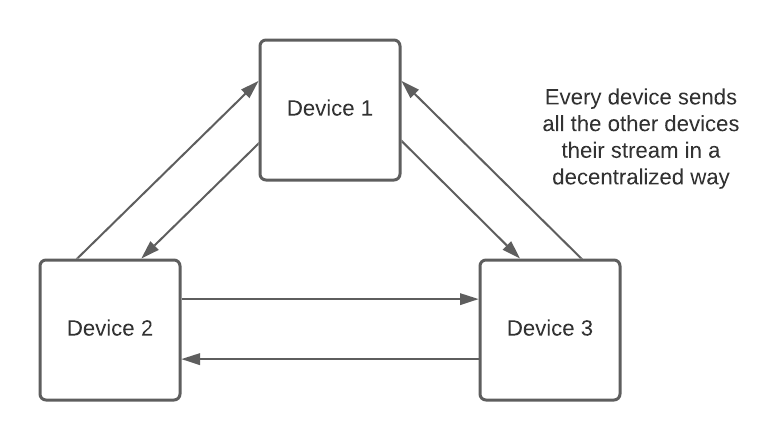 Device 1
Every device sends
all the other devices
their stream in a
decentralized way
Device 2
Device 3